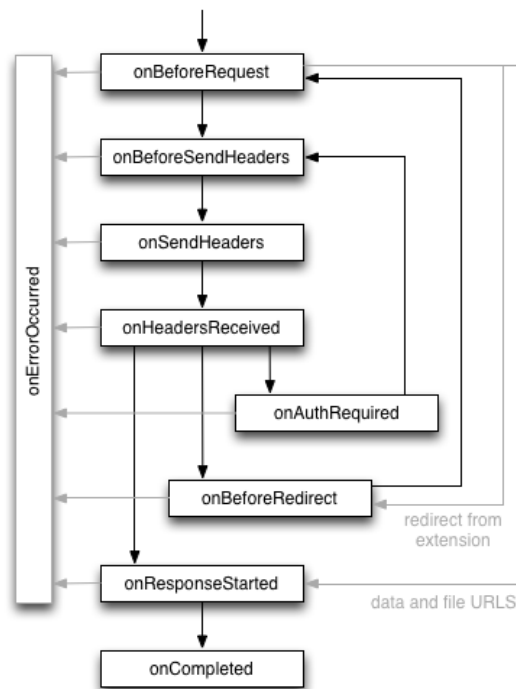 onBeforeRequest
onBeforeSendHeaders
onSendHeaders
onErrorOccurred
onHeadersReceived
onAuthRequired
onBeforeRedirect
redirect from
extension
onResponseStarted
data and file URLS
onCompleted